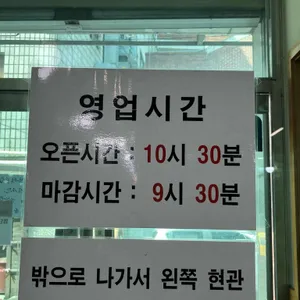 영업시간
오픈시간 : 10시 30분
마감시간 : 9시 30분
밖으로 나가서 왼쪽 현관